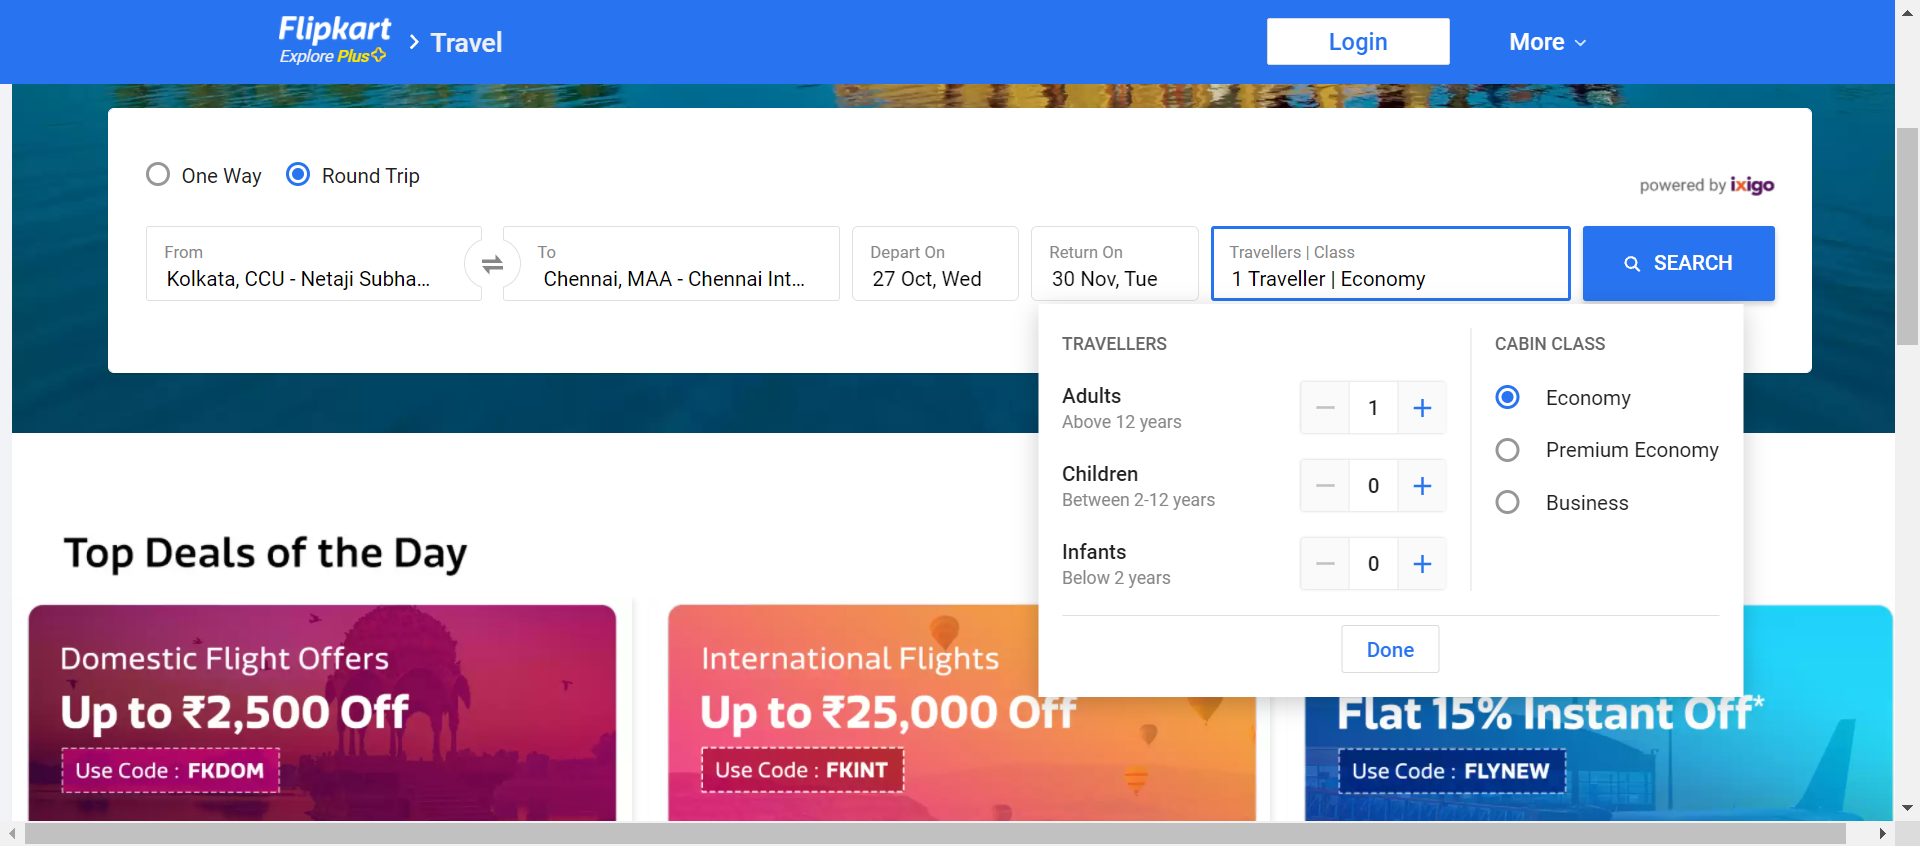 Flipkart
Explore Plus
Travel
Login
More
One Way
Round Trip
powered by ixigo
From
Kolkata, CCU - Netaji Subha...
To
Chennai, MAA - Chennai Int...
Depart On
27 Oct, Wed
Return On
30 Nov, Tue
Travellers | Class
1 Traveller | Economy
SEARCH
TRAVELLERS
Adults
Above 12 years
1
Children
Between 2-12 years
0
Infants
Below 2 years
0
CABIN CLASS
Economy
Premium Economy
Business
Done
Top Deals of the Day
Domestic Flight Offers
Up to ₹2,500 Off
Use Code : FKDOM
International Flights
Up to ₹25,000 Off
Use Code : FKINT
Flat 15% Instant Off*
Use Code : FLYNEW